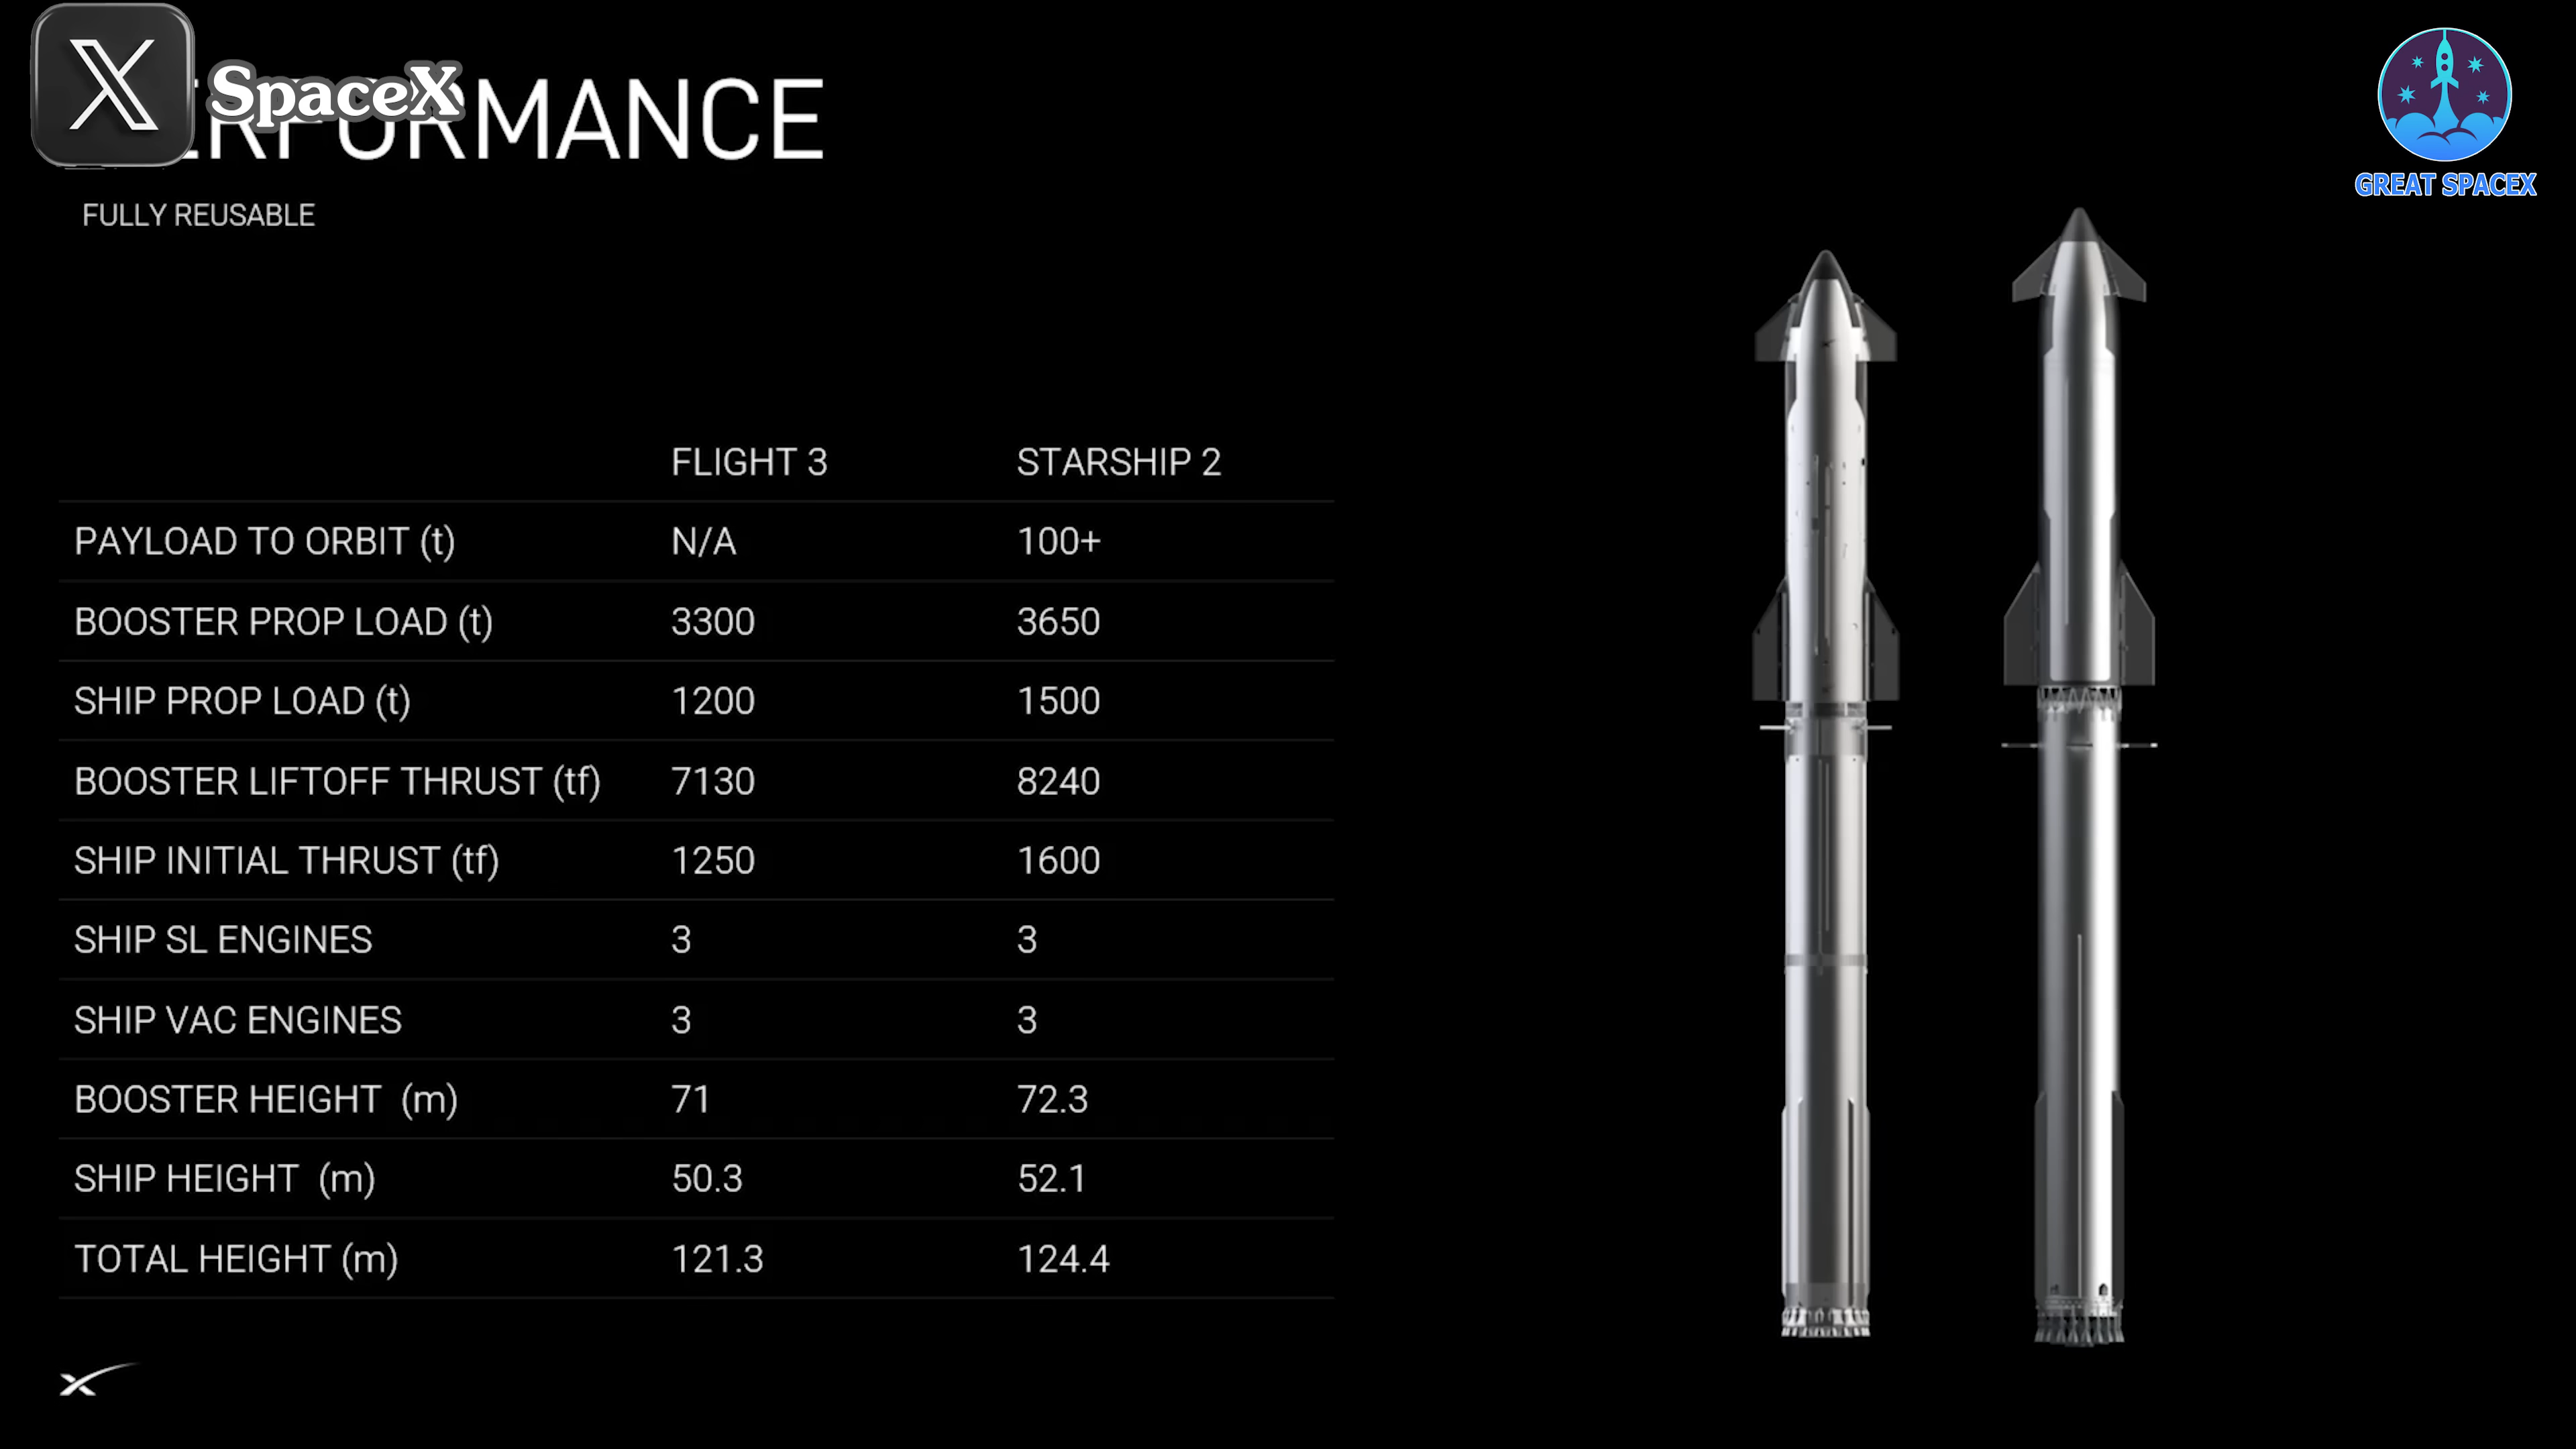 SpaceX
PERFORMANCE
FULLY REUSABLE
GREAT SPACEX
FLIGHT 3 STARSHIP 2
PAYLOAD TO ORBIT (t) N/A 100+
BOOSTER PROP LOAD (t) 3300 3650
SHIP PROP LOAD (t) 1200 1500
BOOSTER LIFTOFF THRUST (tf) 7130 8240
SHIP INITIAL THRUST (tf) 1250 1600
SHIP SL ENGINES 3 3
SHIP VAC ENGINES 3 3
BOOSTER HEIGHT (m) 71 72.3
SHIP HEIGHT (m) 50.3 52.1
TOTAL HEIGHT (m) 121.3 124.4